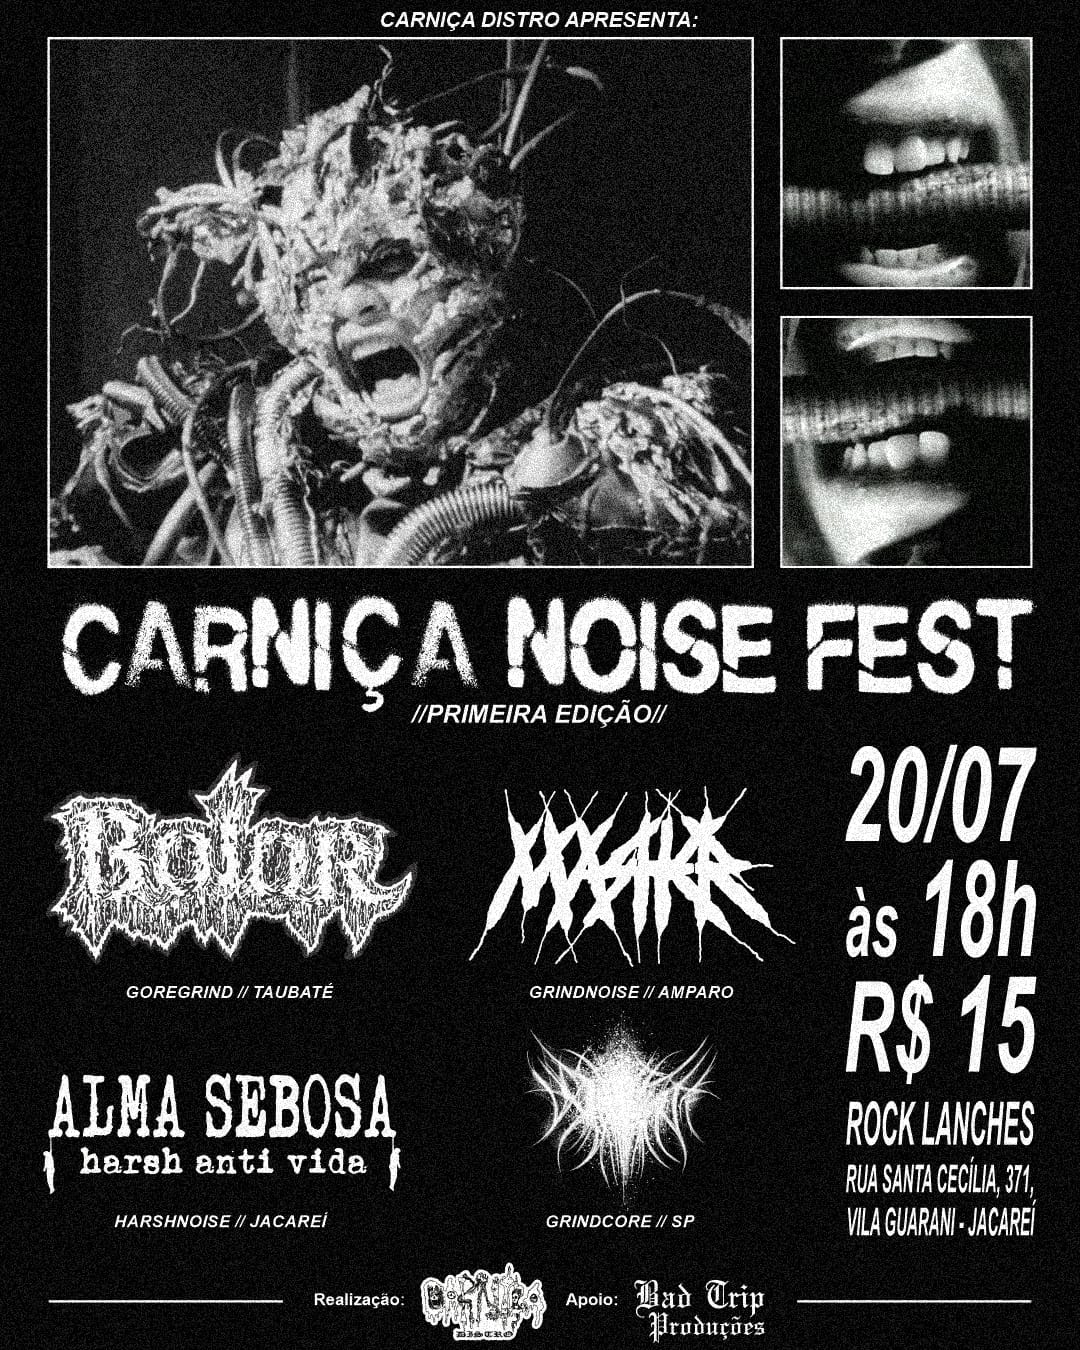 CARNIÇA DISTRO APRESENTA:
CARNIÇA NOISE FEST
//PRIMEIRA EDIÇÃO//
GOREGRIND // TAUBATÉ
GRINDNOISE // AMPARO
ALMA SEBOSA
harsh anti vida
HARSHNOISE // JACAREÍ
GRINDCORE // SP
20/07
às 18h
R$ 15
ROCK LANCHES
RUA SANTA CECÍLIA, 371,
VILA GUARANI - JACAREÍ
Realização:
CARNIÇA
DISTRO
Apoio:
Bad Trip
Produções